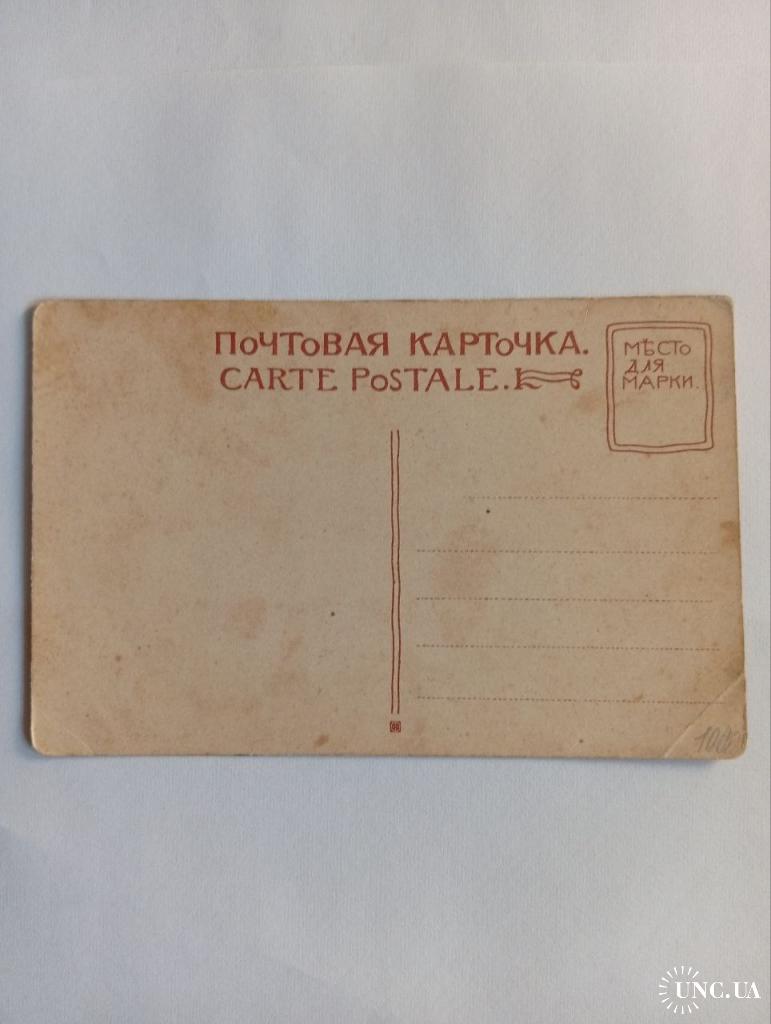 ПОЧТОВАЯ КАРТОЧКА.
CARTE POSTALE.
МѢСТО
ДЛЯ
МАРКИ.
UNC.UA